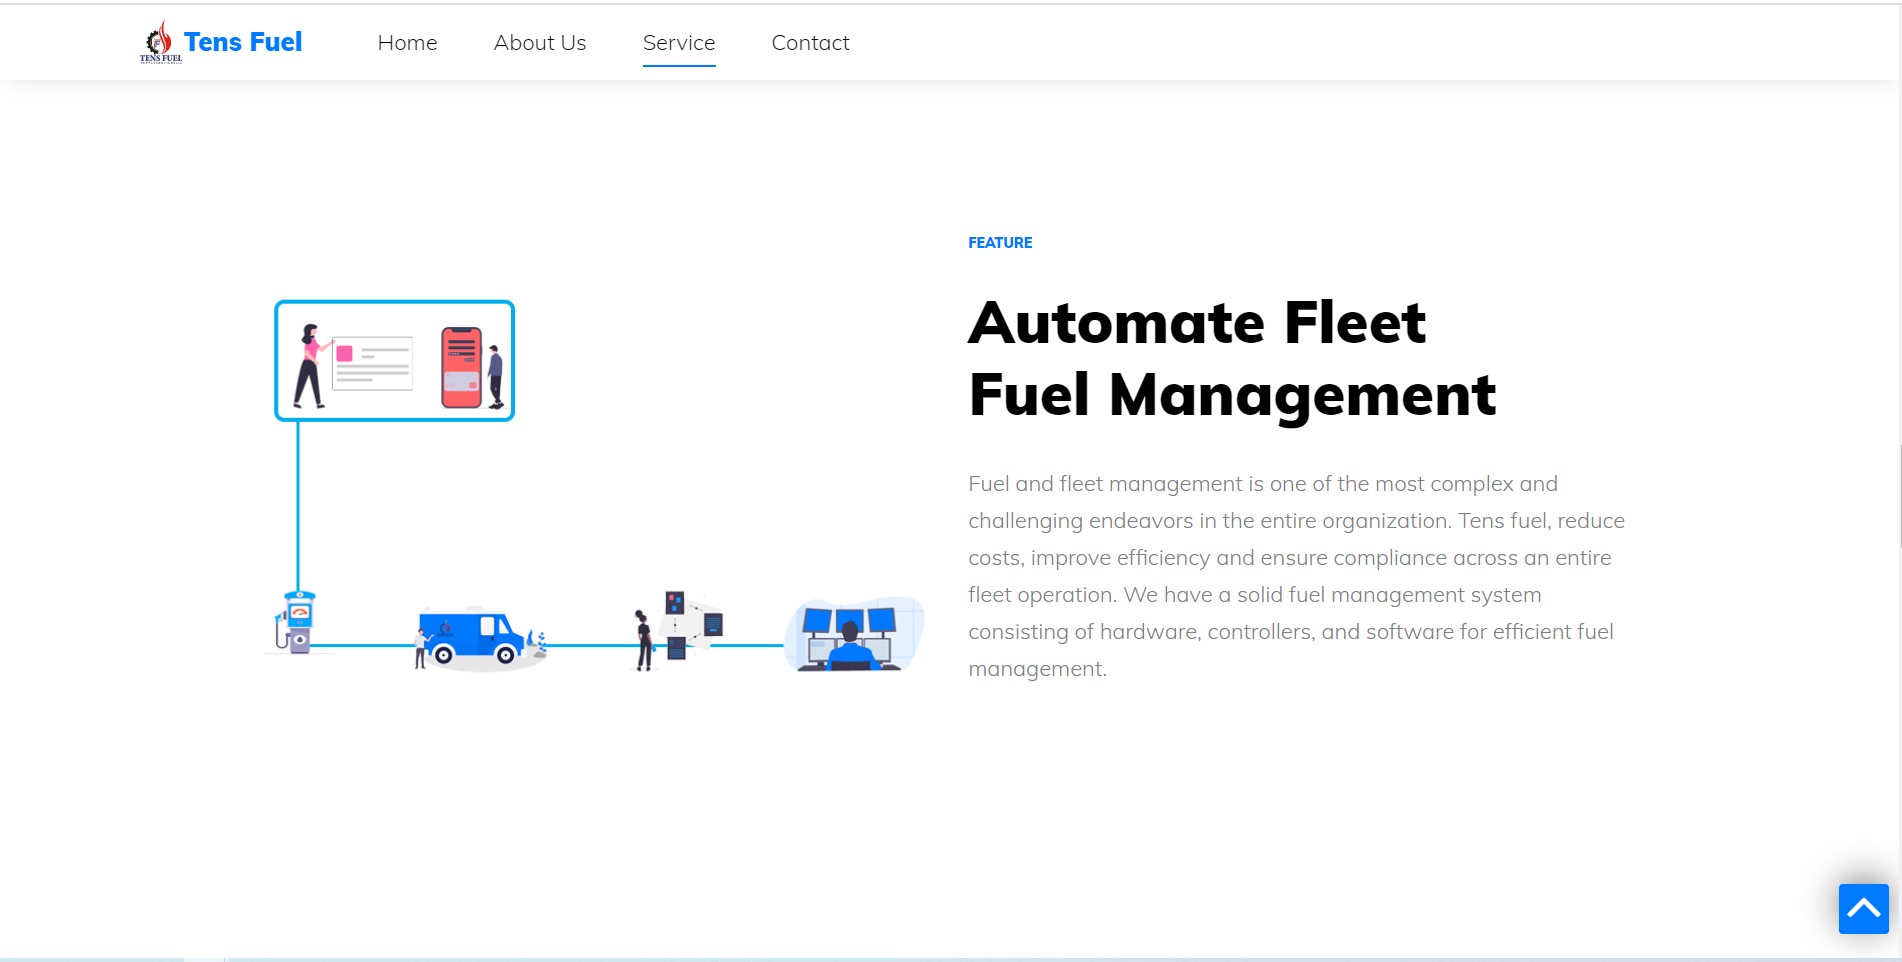 TENS FUEL
Tens Fuel
Home
About Us
Service
Contact
FEATURE
Automate Fleet
Fuel Management
Fuel and fleet management is one of the most complex and
challenging endeavors in the entire organization. Tens fuel, reduce
costs, improve efficiency and ensure compliance across an entire
fleet operation. We have a solid fuel management system
consisting of hardware, controllers, and software for efficient fuel
management.